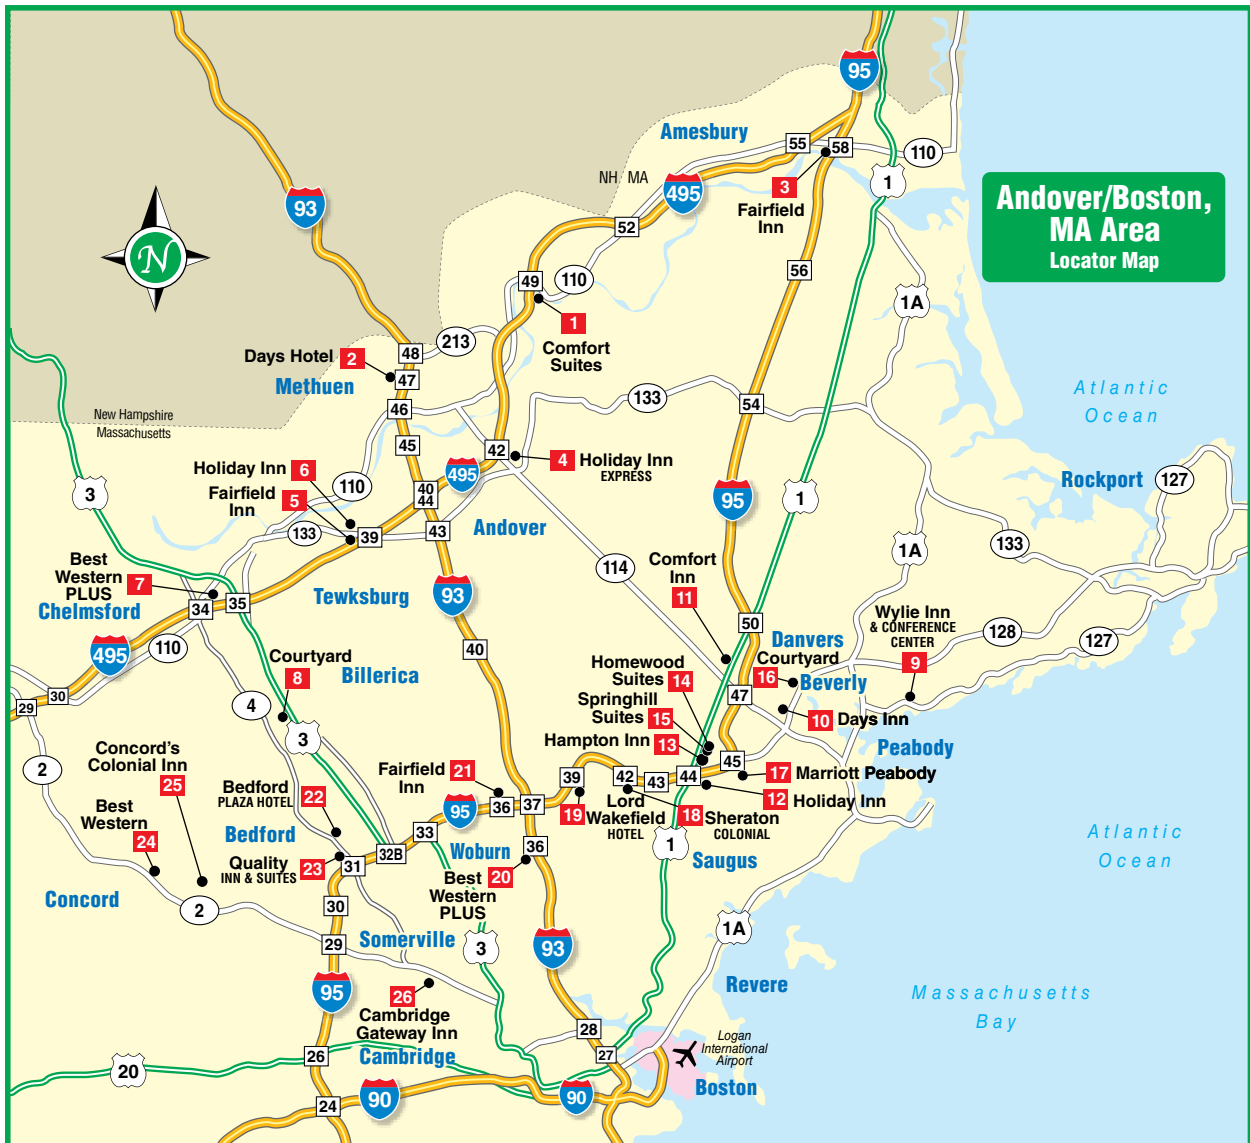 95
Amesbury
55
58
110
NH MA
495
3
Fairfield
Inn
1
93
Andover/Boston,
MA Area
Locator Map
N
52
56
49
110
1A
1
Comfort
Suites
213
48
Days Hotel 2
47
Methuen
46
133
54
Atlantic
Ocean
New Hampshire
Massachusetts
45
42
4 Holiday Inn
EXPRESS
Holiday Inn 6
495
Fairfield
Inn
5
110
40
44
3
95
1
Rockport
127
133
39
43
Andover
1A
133
Best
Western
PLUS
7
Chelmsford
34
35
Tewksburg
93
114
Comfort
Inn
11
50
Danvers
Wylie Inn
& CONFERENCE
CENTER
9
128
127
495
110
40
Courtyard
8
Billerica
Homewood
Suites 14
Springhill
Suites 15
Courtyard
16
Beverly
47
29
30
4
10 Days Inn
Hampton Inn 13
45
Peabody
2
3
Concord's
Colonial Inn
25
Fairfield
Inn
21
39
42
43
44
17 Marriott Peabody
12 Holiday Inn
Bedford
PLAZA HOTEL
22
95
36
37
19
Lord
Wakefield
HOTEL
18 Sheraton
COLONIAL
Best
Western
24
Bedford
33
32B
Woburn
36
1
Saugus
Atlantic
Ocean
Quality
INN & SUITES
23
31
Best
Western
PLUS
20
Concord
2
30
29
Somerville
3
93
1A
95
26
Cambridge
Gateway Inn
Revere
Massachusetts
Bay
28
27
Logan
International
Airport
20
26
Cambridge
90
90
Boston
24